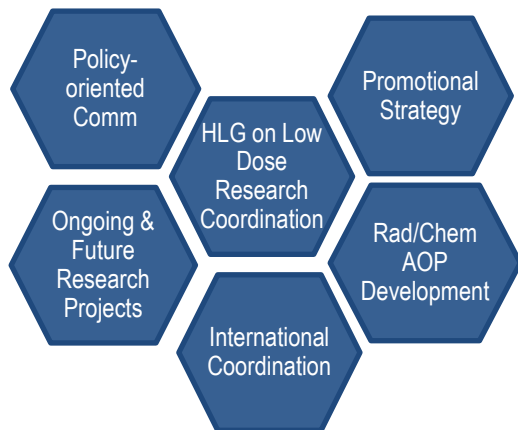 Policy-
oriented
Comm
Promotional
Strategy
HLG on Low
Dose
Research
Coordination
Ongoing &
Future
Research
Projects
Rad/Chem
AOP
Development
International
Coordination